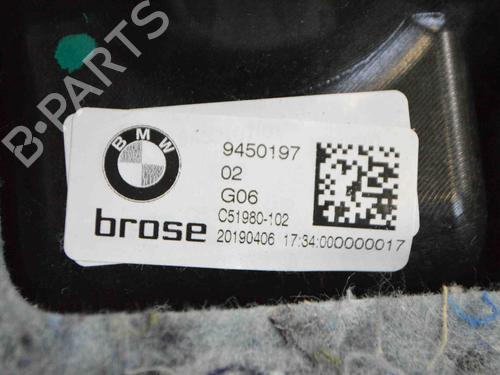 B-PARTS
BMW
9450197
02
G06
C51980-102
brose
20190406 17:34:000000017